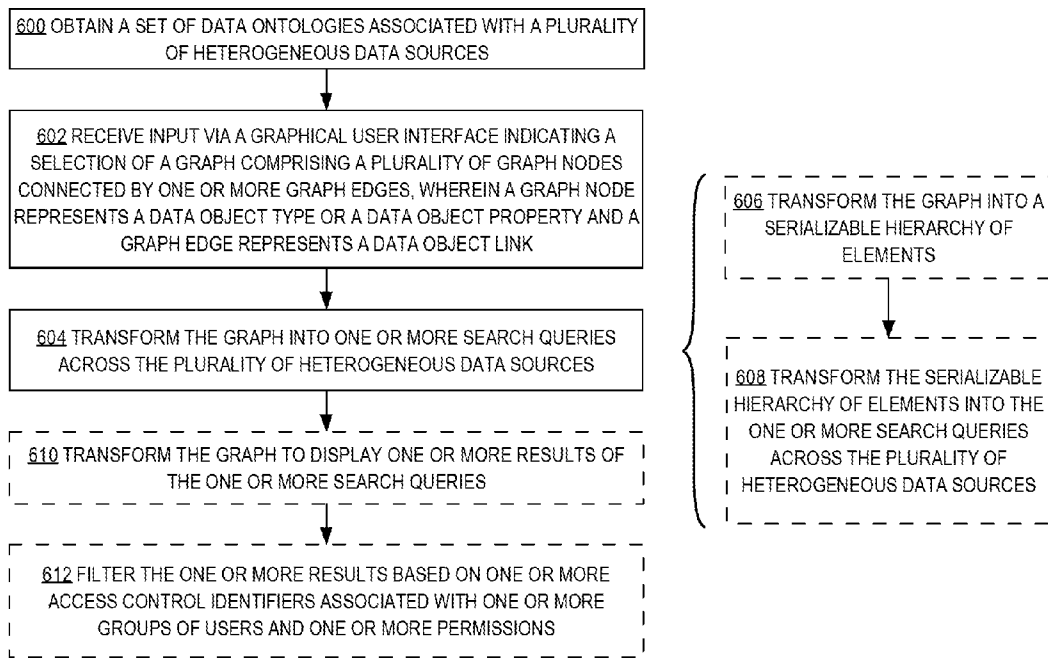 600 OBTAIN A SET OF DATA ONTOLOGIES ASSOCIATED WITH A PLURALITY
OF HETEROGENEOUS DATA SOURCES
602 RECEIVE INPUT VIA A GRAPHICAL USER INTERFACE INDICATING A
SELECTION OF A GRAPH COMPRISING A PLURALITY OF GRAPH NODES
CONNECTED BY ONE OR MORE GRAPH EDGES, WHEREIN A GRAPH NODE
REPRESENTS A DATA OBJECT TYPE OR A DATA OBJECT PROPERTY AND A
GRAPH EDGE REPRESENTS A DATA OBJECT LINK
604 TRANSFORM THE GRAPH INTO ONE OR MORE SEARCH QUERIES
ACROSS THE PLURALITY OF HETEROGENEOUS DATA SOURCES
606 TRANSFORM THE GRAPH INTO A
SERIALIZABLE HIERARCHY OF
ELEMENTS
608 TRANSFORM THE SERIALIZABLE
HIERARCHY OF ELEMENTS INTO THE
ONE OR MORE SEARCH QUERIES
ACROSS THE PLURALITY OF
HETEROGENEOUS DATA SOURCES
610 TRANSFORM THE GRAPH TO DISPLAY ONE OR MORE RESULTS OF
THE ONE OR MORE SEARCH QUERIES
612 FILTER THE ONE OR MORE RESULTS BASED ON ONE OR MORE
ACCESS CONTROL IDENTIFIERS ASSOCIATED WITH ONE OR MORE
GROUPS OF USERS AND ONE OR MORE PERMISSIONS